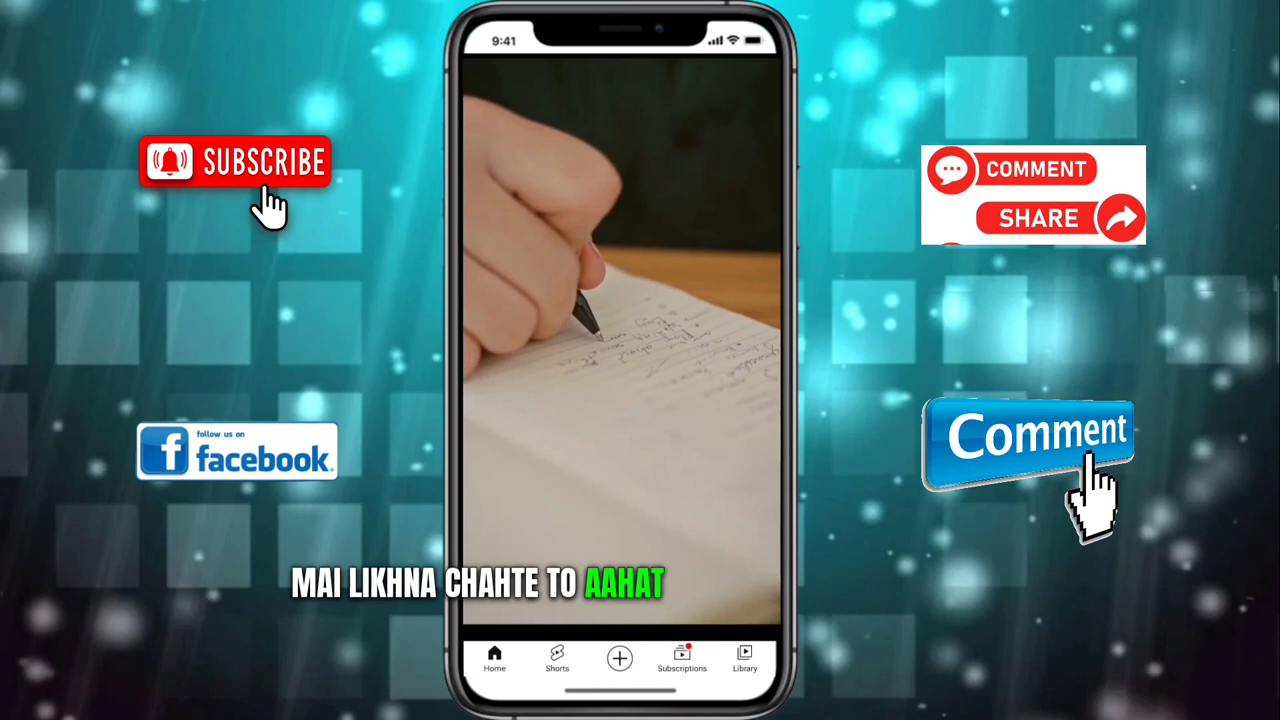 9:41
SUBSCRIBE
COMMENT
SHARE
follow us on
facebook.
Comment
MAI LIKHNA CHAHTE TO AAHAT
Home
Shorts
Subscriptions
Library